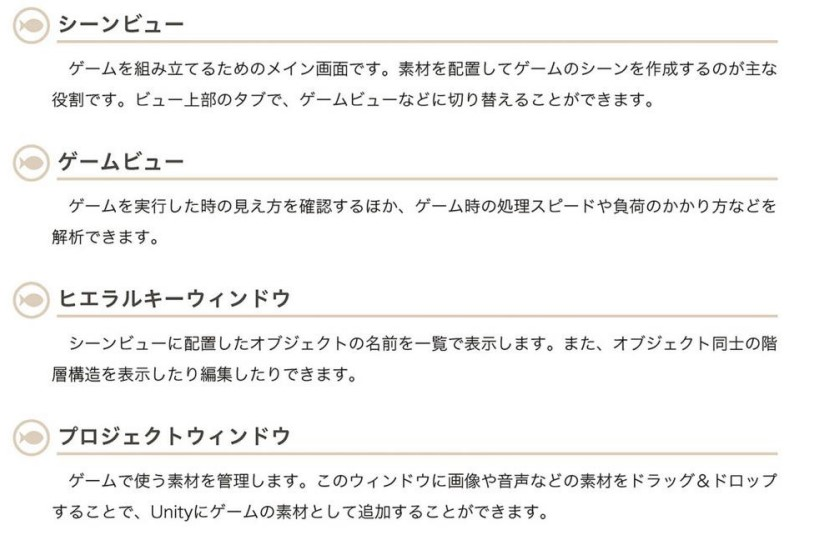 シーンビュー
ゲームを組み立てるためのメイン画面です。素材を配置してゲームのシーンを作成するのが主な
役割です。ビュー上部のタブで、ゲームビューなどに切り替えることができます。
ゲームビュー
ゲームを実行した時の見え方を確認するほか、ゲーム時の処理スピードや負荷のかかり方などを
解析できます。
ヒエラルキーウィンドウ
シーンビューに配置したオブジェクトの名前を一覧で表示します。また、オブジェクト同士の階
層構造を表示したり編集したりできます。
プロジェクトウィンドウ
ゲームで使う素材を管理します。このウィンドウに画像や音声などの素材をドラッグ＆ドロップ
することで、Unityにゲームの素材として追加することができます。